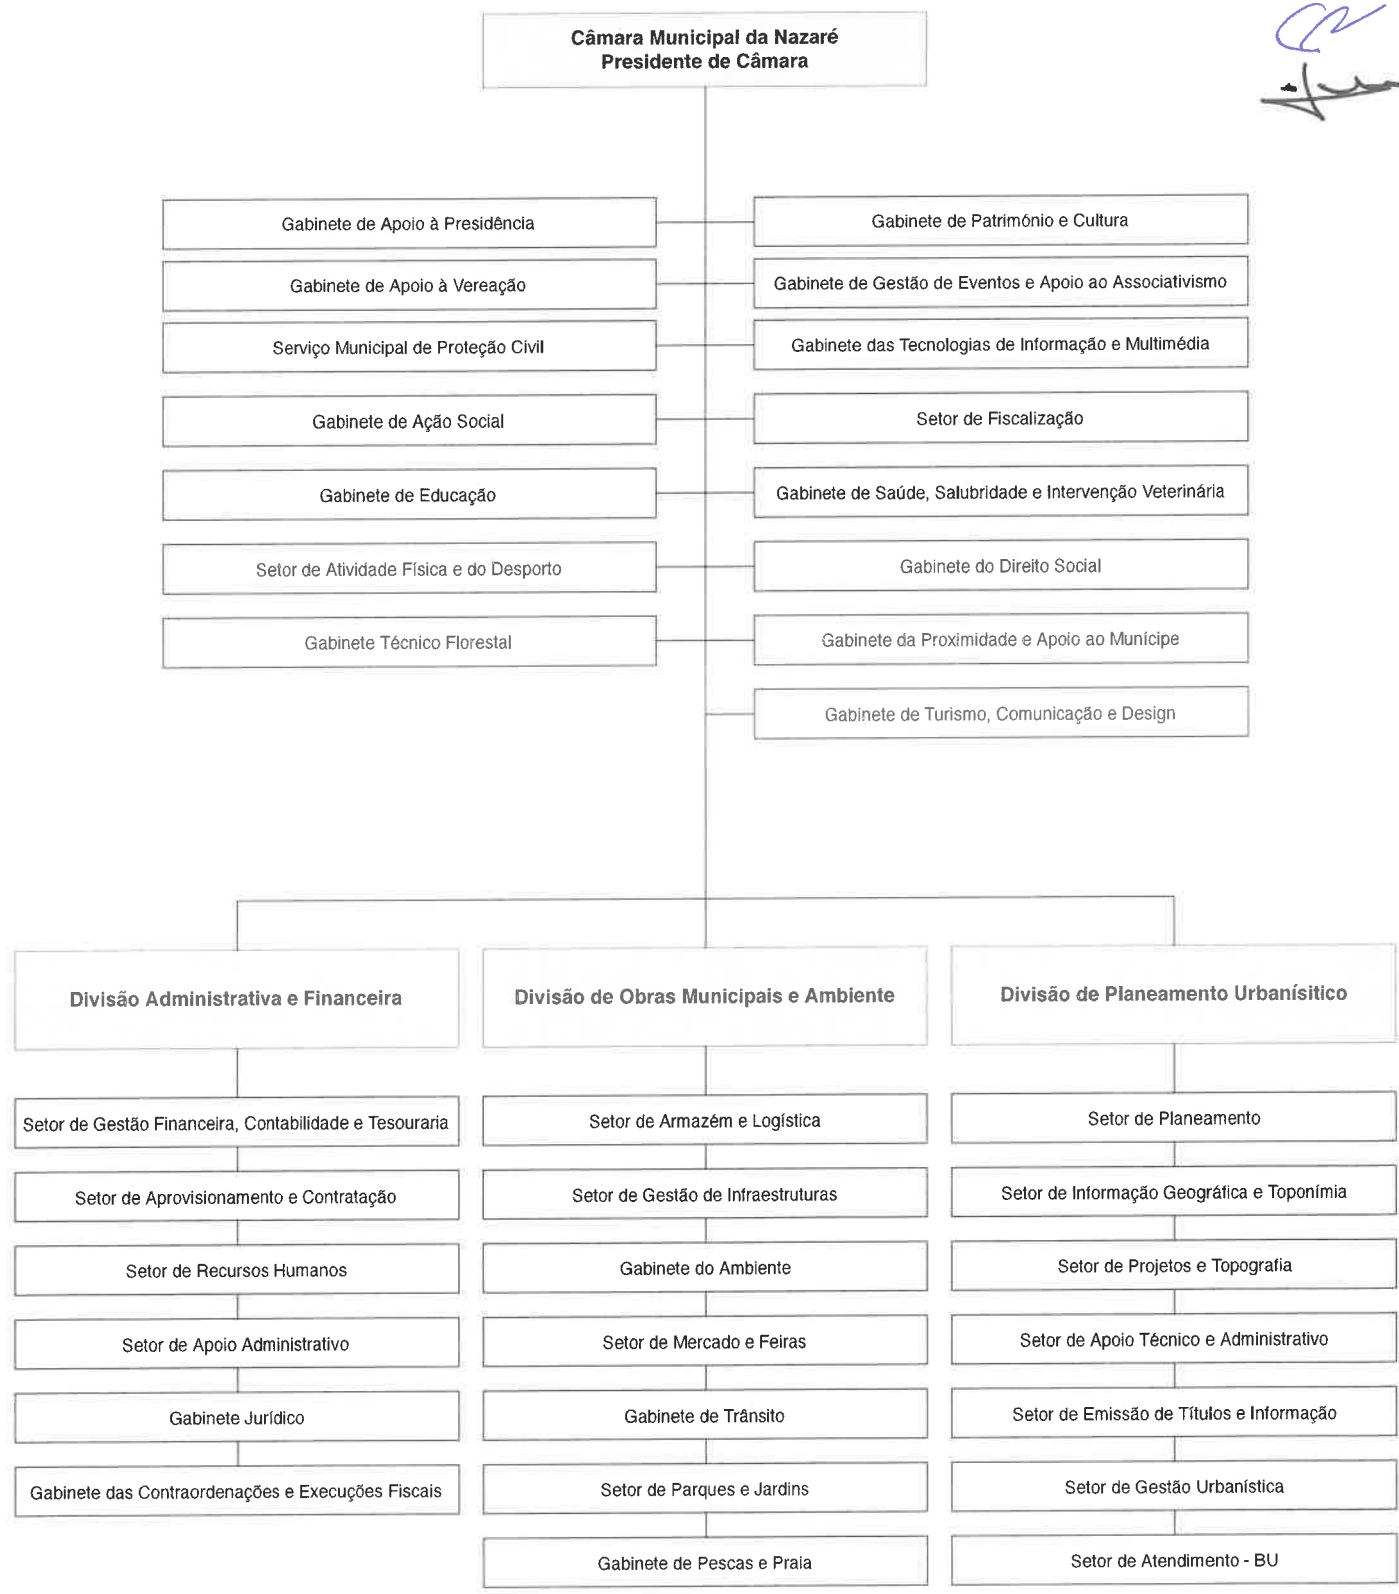 Câmara Municipal da Nazaré
Presidente de Câmara
Gabinete de Apoio à Presidência
Gabinete de Património e Cultura
Gabinete de Apoio à Vereação
Gabinete de Gestão de Eventos e Apoio ao Associativismo
Serviço Municipal de Proteção Civil
Gabinete das Tecnologias de Informação e Multimédia
Gabinete de Ação Social
Setor de Fiscalização
Gabinete de Educação
Gabinete de Saúde, Salubridade e Intervenção Veterinária
Setor de Atividade Física e do Desporto
Gabinete do Direito Social
Gabinete Técnico Florestal
Gabinete da Proximidade e Apoio ao Munícipe
Gabinete de Turismo, Comunicação e Design
Divisão Administrativa e Financeira
Setor de Gestão Financeira, Contabilidade e Tesouraria
Setor de Aprovisionamento e Contratação
Setor de Recursos Humanos
Setor de Apoio Administrativo
Gabinete Jurídico
Gabinete das Contraordenações e Execuções Fiscais
Divisão de Obras Municipais e Ambiente
Setor de Armazém e Logística
Setor de Gestão de Infraestruturas
Gabinete do Ambiente
Setor de Mercado e Feiras
Gabinete de Trânsito
Setor de Parques e Jardins
Gabinete de Pescas e Praia
Divisão de Planeamento Urbanísitico
Setor de Planeamento
Setor de Informação Geográfica e Toponímia
Setor de Projetos e Topografia
Setor de Apoio Técnico e Administrativo
Setor de Emissão de Títulos e Informação
Setor de Gestão Urbanística
Setor de Atendimento - BU